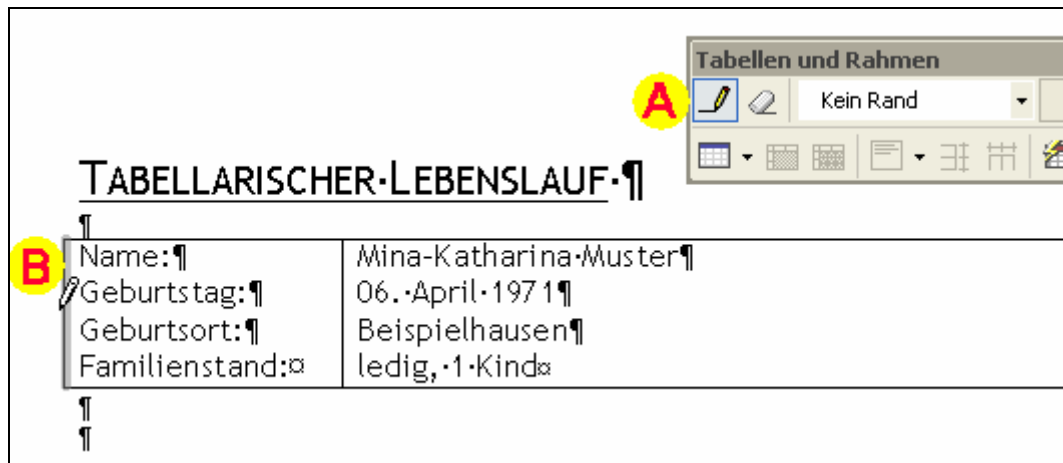 Tabellen und Rahmen
A
Kein Rand
TABELLARISCHER·LEBENSLAUF·¶
¶
B
Name:¶ Mina-Katharina·Muster¶
Geburtstag:¶ 06.·April·1971¶
Geburtsort:¶ Beispielhausen¶
Familienstand:¤ ledig,·1·Kind¤
¶
¶